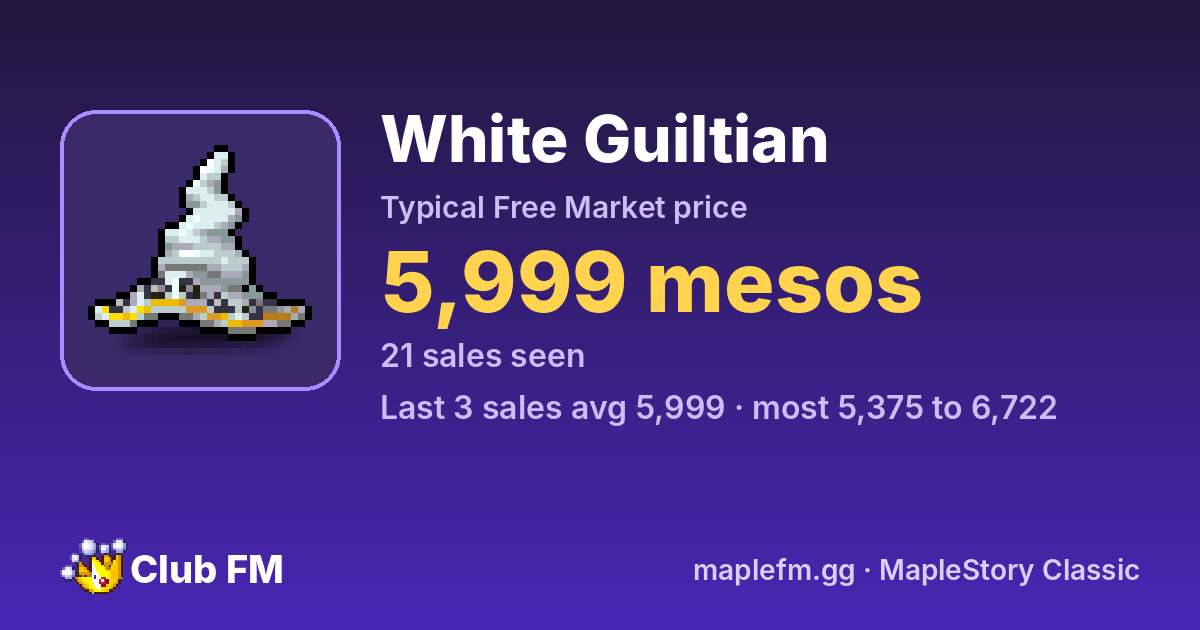 White Guiltian
Typical Free Market price
5,999 mesos
21 sales seen
Last 3 sales avg 5,999 · most 5,375 to 6,722
Club FM
maplefm.gg · MapleStory Classic